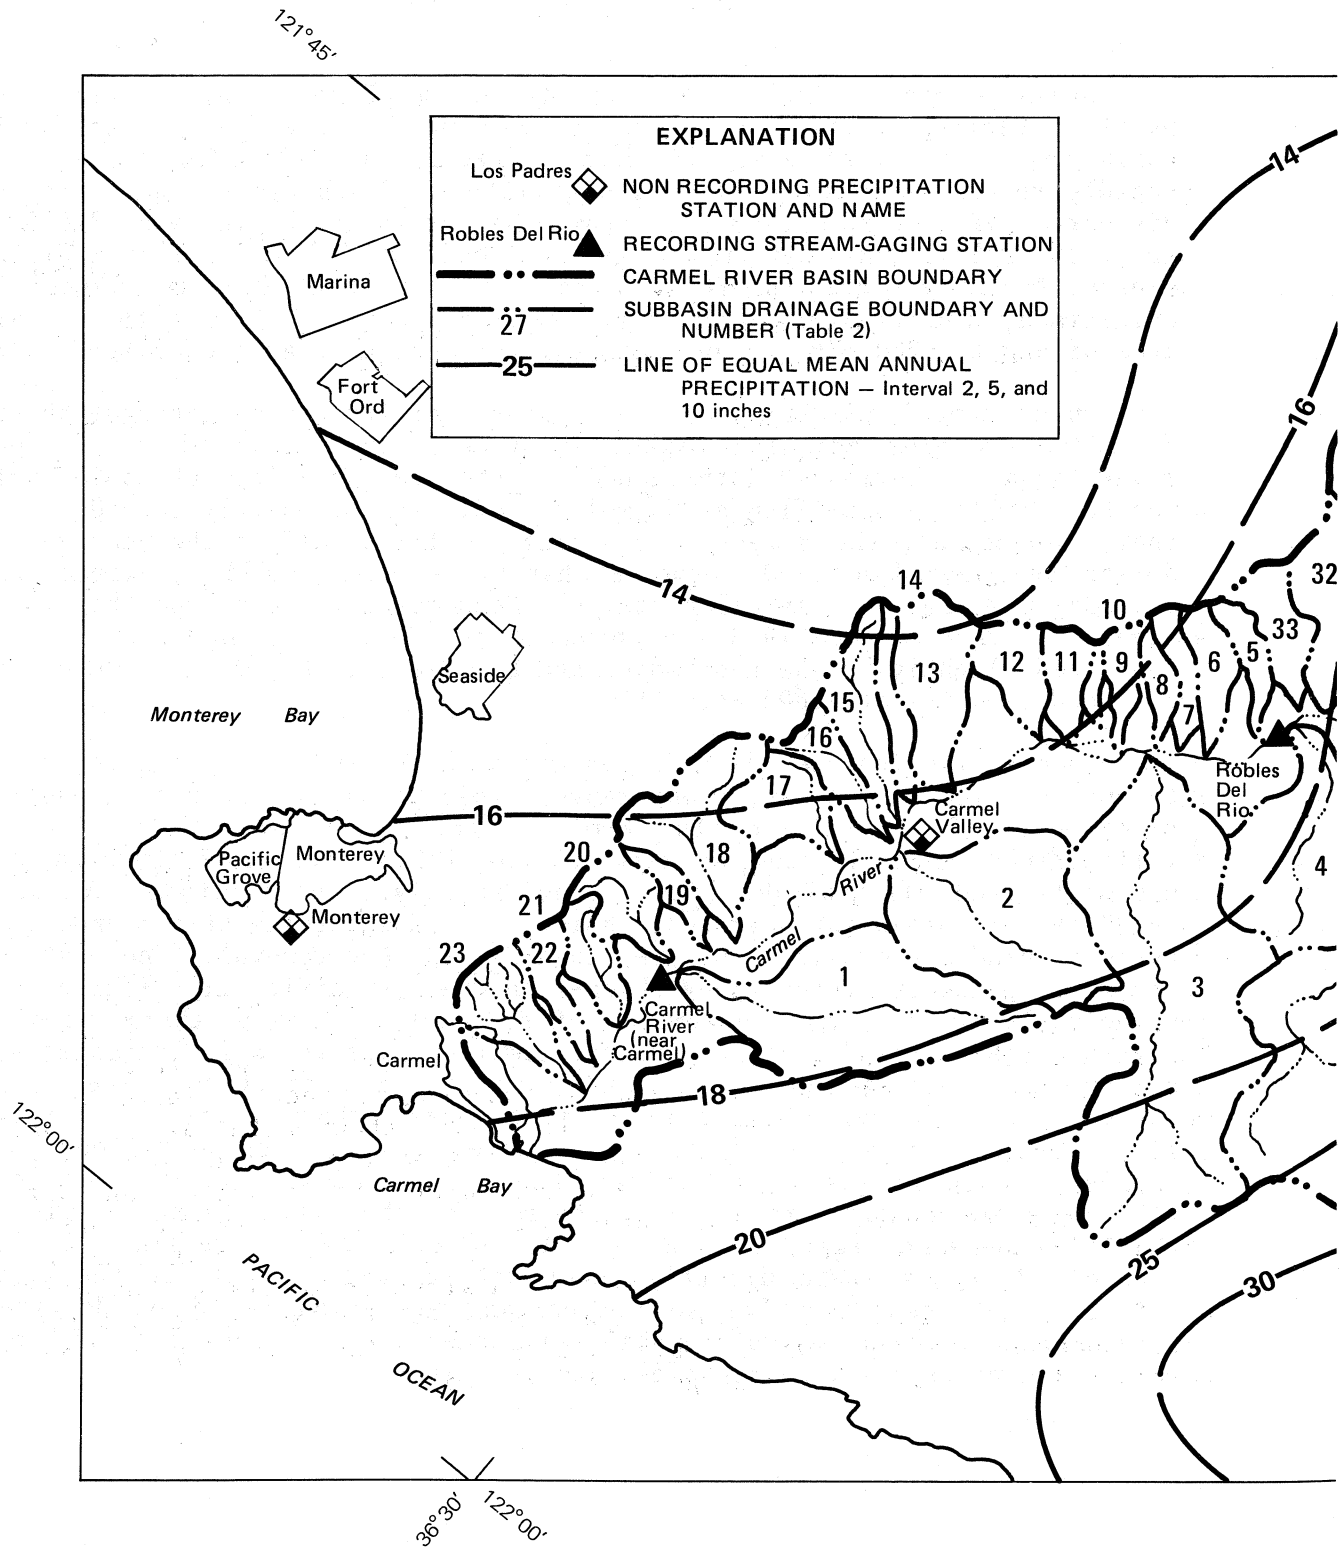 121°45′
EXPLANATION
Los Padres
NON RECORDING PRECIPITATION
STATION AND NAME
Robles Del Rio
RECORDING STREAM-GAGING STATION
CARMEL RIVER BASIN BOUNDARY
27
SUBBASIN DRAINAGE BOUNDARY AND
NUMBER (Table 2)
25
LINE OF EQUAL MEAN ANNUAL
PRECIPITATION — Interval 2, 5, and
10 inches
14
Marina
Fort
Ord
16
14
14
32
10
33
13
12
11
9
8
6
5
7
15
16
17
Seaside
Monterey Bay
Robles
Del
Rio
Carmel
Valley
16
18
20
19
River
2
4
Pacific
Grove
Monterey
Monterey
21
22
23
Carmel
1
3
Carmel
River
(near
Carmel)
Carmel
18
122°00′
Carmel Bay
20
25
30
PACIFIC
OCEAN
36°30′
122°00′